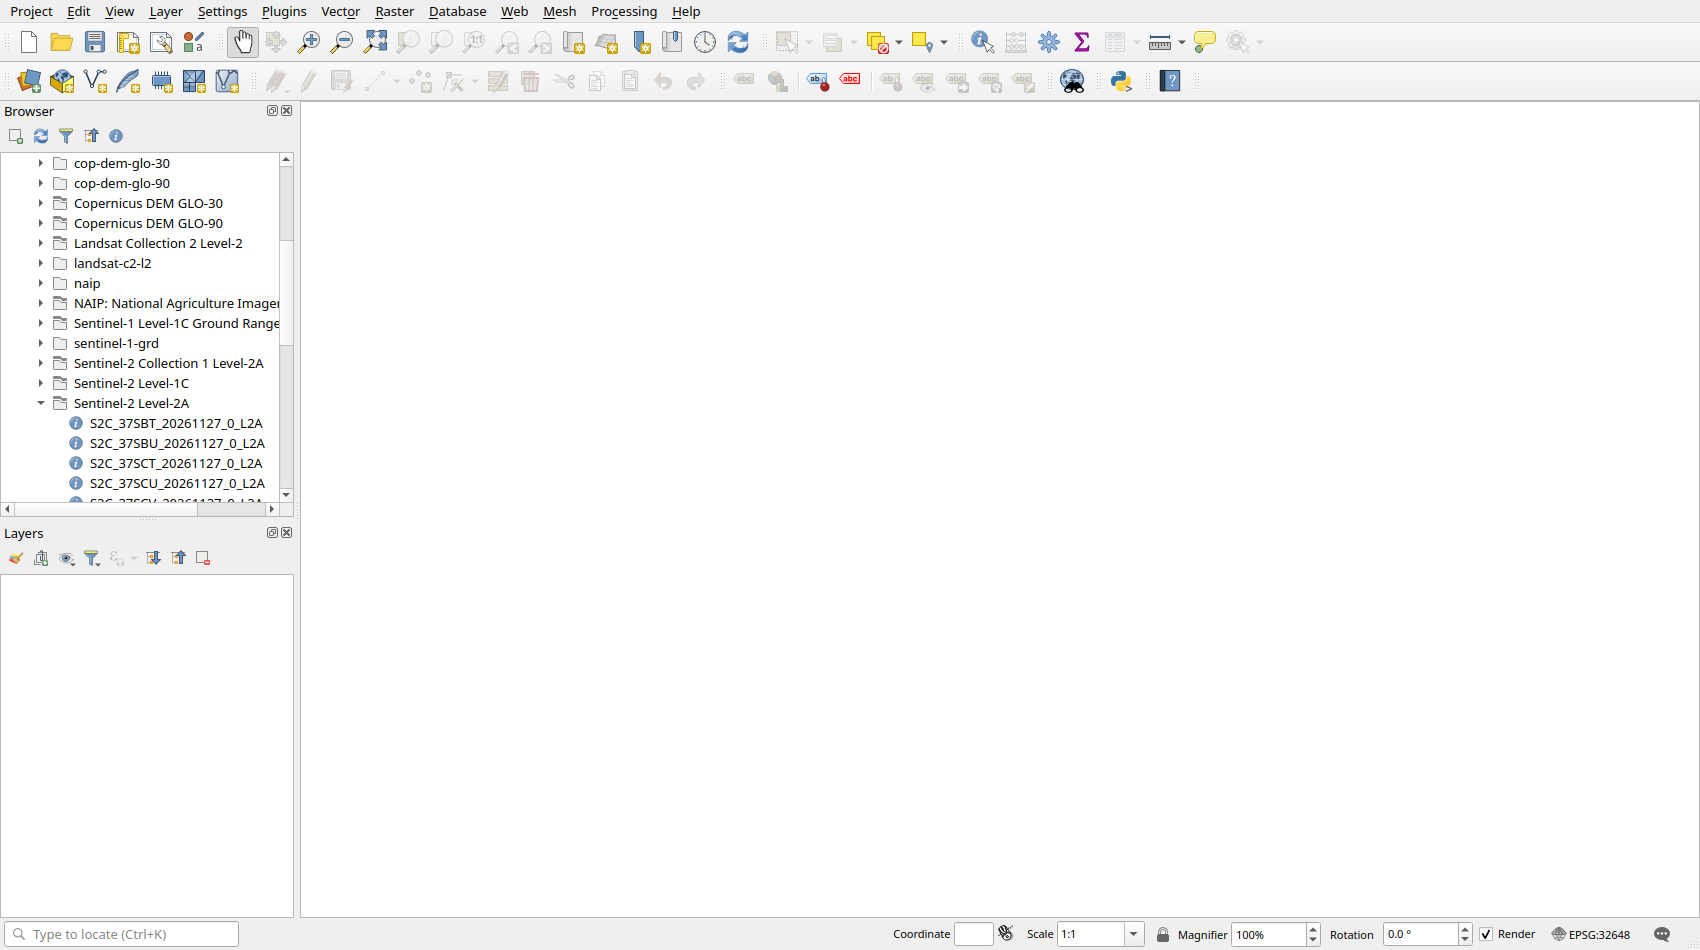 Project Edit View Layer Settings Plugins Vector Raster Database Web Mesh Processing Help
Browser
cop-dem-glo-30
cop-dem-glo-90
Copernicus DEM GLO-30
Copernicus DEM GLO-90
Landsat Collection 2 Level-2
landsat-c2-l2
naip
NAIP: National Agriculture Imager
Sentinel-1 Level-1C Ground Range
sentinel-1-grd
Sentinel-2 Collection 1 Level-2A
Sentinel-2 Level-1C
Sentinel-2 Level-2A
S2C_37SBT_20261127_0_L2A
S2C_37SBU_20261127_0_L2A
S2C_37SCT_20261127_0_L2A
S2C_37SCU_20261127_0_L2A
Layers
Type to locate (Ctrl+K)
Coordinate Scale 1:1 Magnifier 100% Rotation 0.0 ° Render EPSG:32648